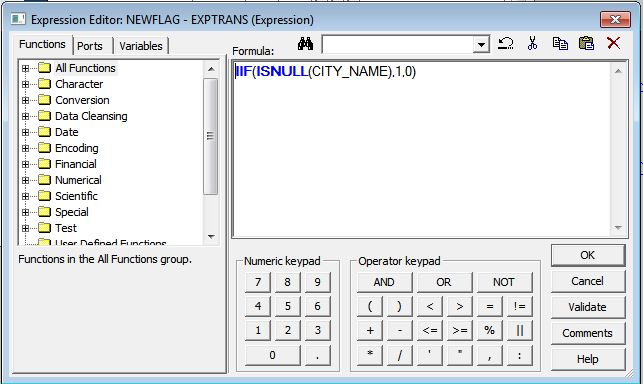 Expression Editor: NEWFLAG - EXPTRANS (Expression)
Functions Ports Variables
Formula:
All Functions
Character
Conversion
Data Cleansing
Date
Encoding
Financial
Numerical
Scientific
Special
Test
User Defined Functions
Functions in the All Functions group.
IIF(ISNULL(CITY_NAME),1,0)
Numeric keypad
7 8 9
4 5 6
1 2 3
0 .
Operator keypad
AND OR NOT
( ) < > = !=
+ - <= >= % ||
* / ' " , :
OK
Cancel
Validate
Comments
Help